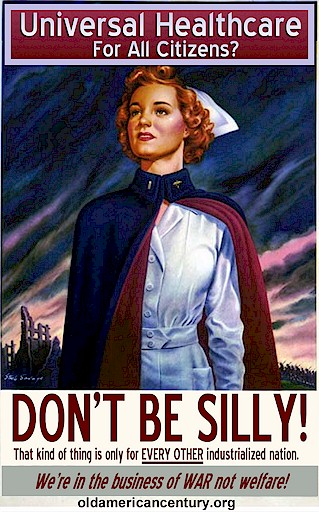 Universal Healthcare
For All Citizens?
DON'T BE SILLY!
That kind of thing is only for EVERY OTHER industrialized nation.
We're in the business of WAR not welfare!
oldamericancentury.org